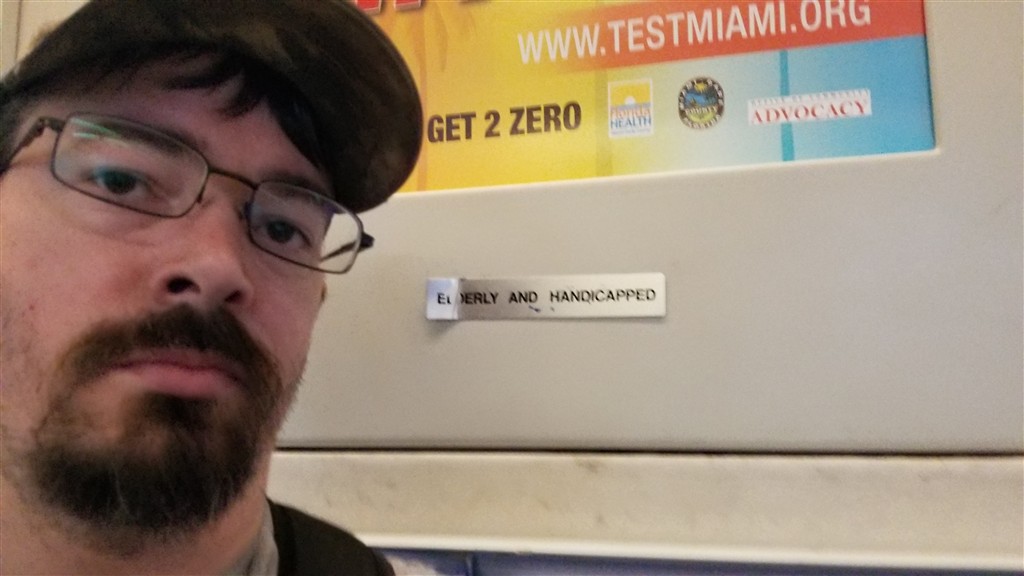 WWW.TESTMIAMI.ORG
GET 2 ZERO
HEALTH
ADVOCACY
ELDERLY AND HANDICAPPED